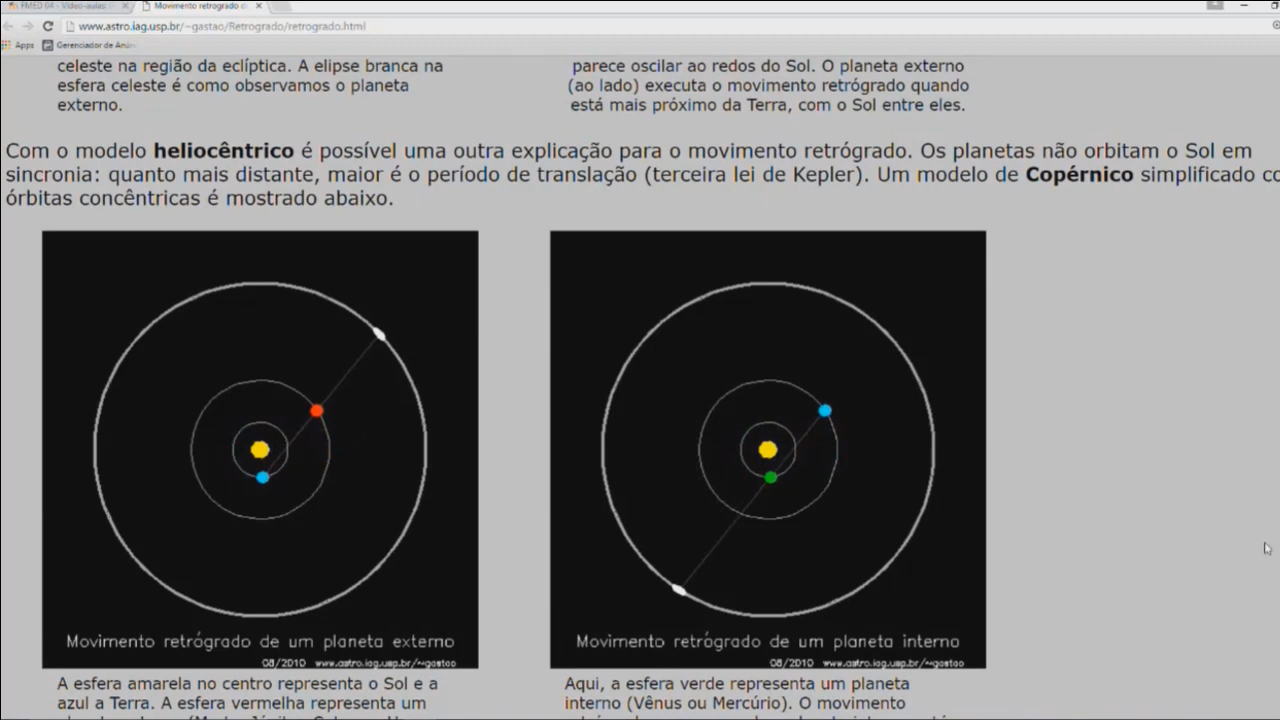 FMED 04 - Vídeo-aulas:
Movimento retrógrado d
www.astro.iag.usp.br/~gastao/Retrogrado/retrogrado.html
Apps
Gerenciador de Anún
celeste na região da eclíptica. A elipse branca na
esfera celeste é como observamos o planeta
externo.
parece oscilar ao redos do Sol. O planeta externo
(ao lado) executa o movimento retrógrado quando
está mais próximo da Terra, com o Sol entre eles.
Com o modelo heliocêntrico é possível uma outra explicação para o movimento retrógrado. Os planetas não orbitam o Sol em
sincronia: quanto mais distante, maior é o período de translação (terceira lei de Kepler). Um modelo de Copérnico simplificado co
órbitas concêntricas é mostrado abaixo.
Movimento retrógrado de um planeta externo
08/2010 www.astro.iag.usp.br/~gastao
Movimento retrógrado de um planeta interno
08/2010 www.astro.iag.usp.br/~gastao
A esfera amarela no centro representa o Sol e a
azul a Terra. A esfera vermelha representa um
Aqui, a esfera verde representa um planeta
interno (Vênus ou Mercúrio). O movimento